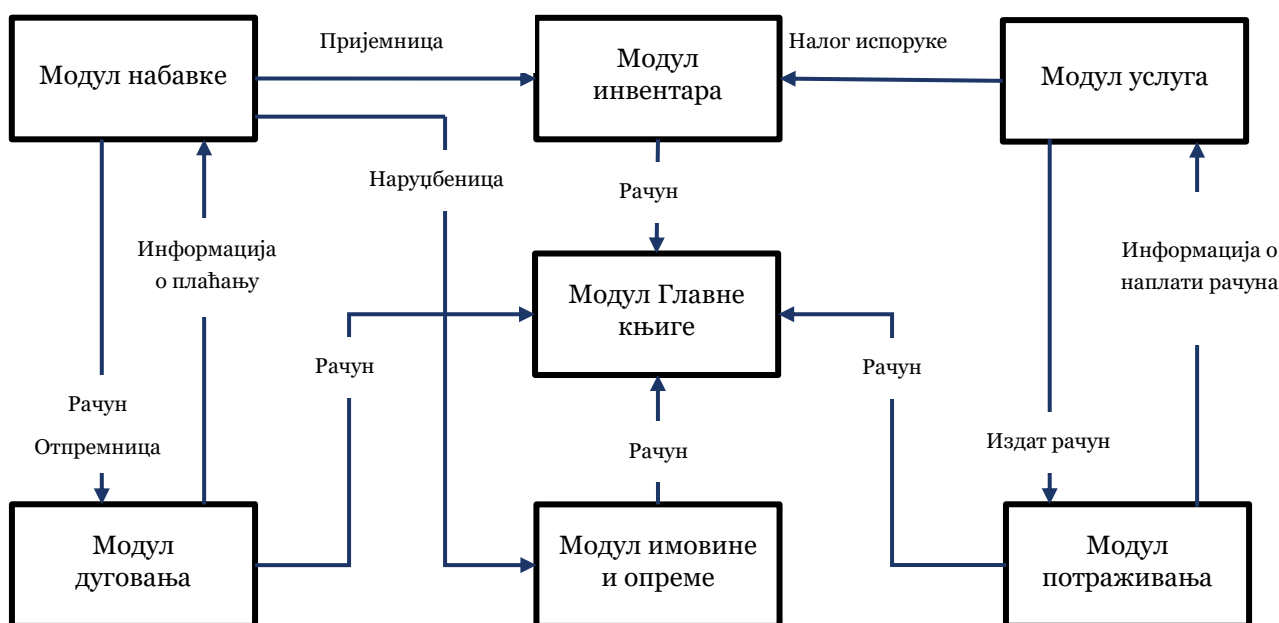 Пријемница
Налог испоруке
Модул набавке
Модул
инвентара
Модул услуга
Наруџбеница
Рачун
Информација
о плаћању
Информација о
наплати рачуна
Модул Главне
књиге
Рачун
Рачун
Рачун
Отпремница
Рачун
Издат рачун
Модул
дуговања
Модул имовине
и опреме
Модул
потраживања